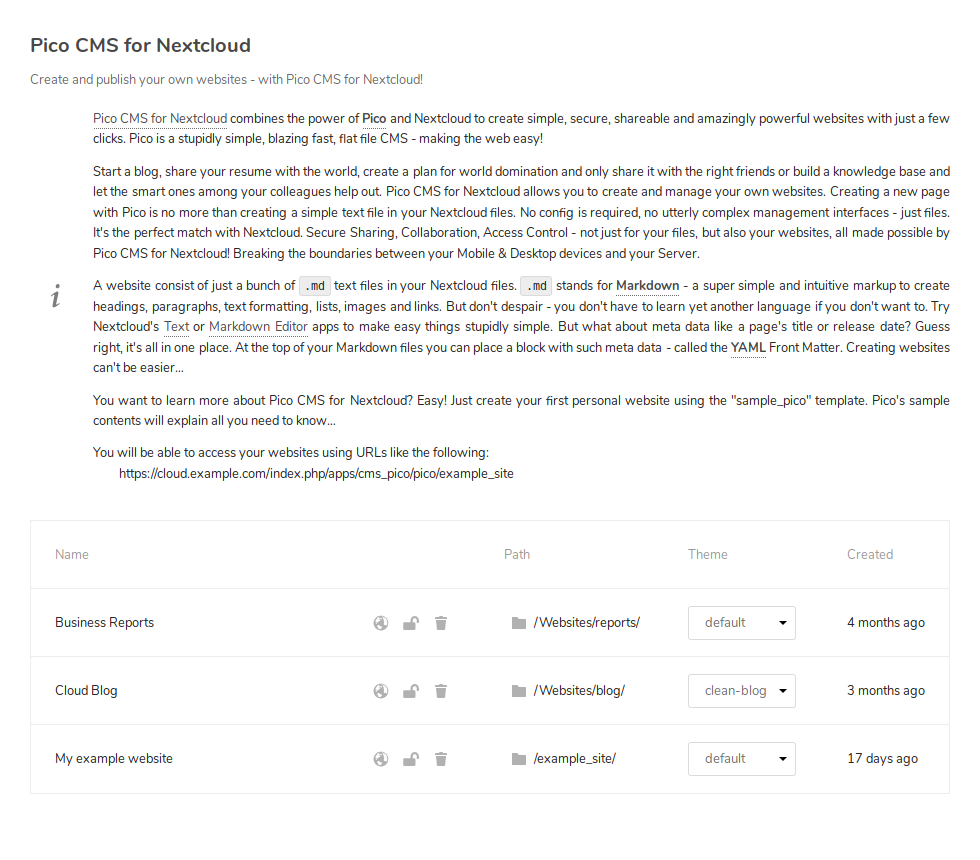 Pico CMS for Nextcloud
Create and publish your own websites - with Pico CMS for Nextcloud!
Pico CMS for Nextcloud combines the power of Pico and Nextcloud to create simple, secure, shareable and amazingly powerful websites with just a few
clicks. Pico is a stupidly simple, blazing fast, flat file CMS - making the web easy!
Start a blog, share your resume with the world, create a plan for world domination and only share it with the right friends or build a knowledge base and
let the smart ones among your colleagues help out. Pico CMS for Nextcloud allows you to create and manage your own websites. Creating a new page
with Pico is no more than creating a simple text file in your Nextcloud files. No config is required, no utterly complex management interfaces - just files.
It's the perfect match with Nextcloud. Secure Sharing, Collaboration, Access Control - not just for your files, but also your websites, all made possible by
Pico CMS for Nextcloud! Breaking the boundaries between your Mobile & Desktop devices and your Server.
A website consist of just a bunch of .md text files in your Nextcloud files. .md stands for Markdown - a super simple and intuitive markup to create
headings, paragraphs, text formatting, lists, images and links. But don't despair - you don't have to learn yet another language if you don't want to. Try
Nextcloud's Text or Markdown Editor apps to make easy things stupidly simple. But what about meta data like a page's title or release date? Guess
right, it's all in one place. At the top of your Markdown files you can place a block with such meta data - called the YAML Front Matter. Creating websites
can't be easier...
You want to learn more about Pico CMS for Nextcloud? Easy! Just create your first personal website using the "sample_pico" template. Pico's sample
contents will explain all you need to know...
You will be able to access your websites using URLs like the following:
https://cloud.example.com/index.php/apps/cms_pico/pico/example_site
Name Path Theme Created
Business Reports /Websites/reports/ default 4 months ago
Cloud Blog /Websites/blog/ clean-blog 3 months ago
My example website /example_site/ default 17 days ago